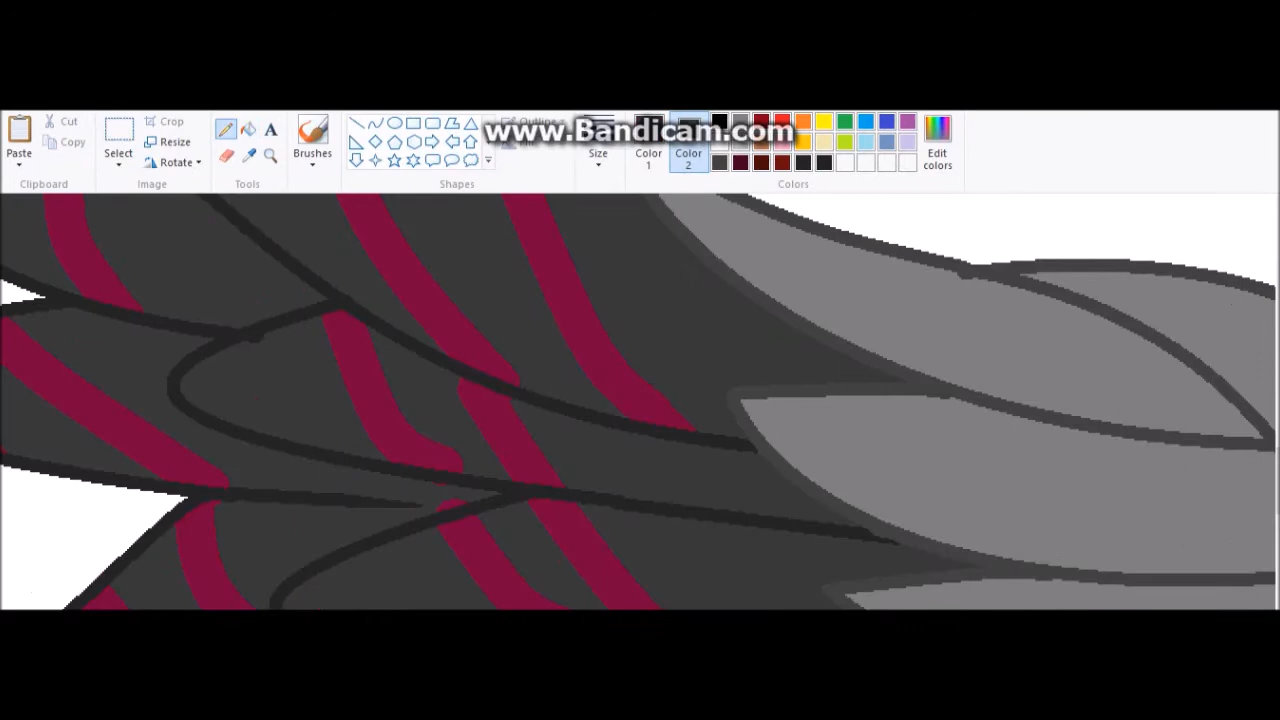 www.Bandicam.com
Cut
Crop
Outline
Copy
Resize
Paste
Select
Rotate
Brushes
Size
Color
1
Color
2
Edit
colors
Clipboard
Image
Tools
Shapes
Colors